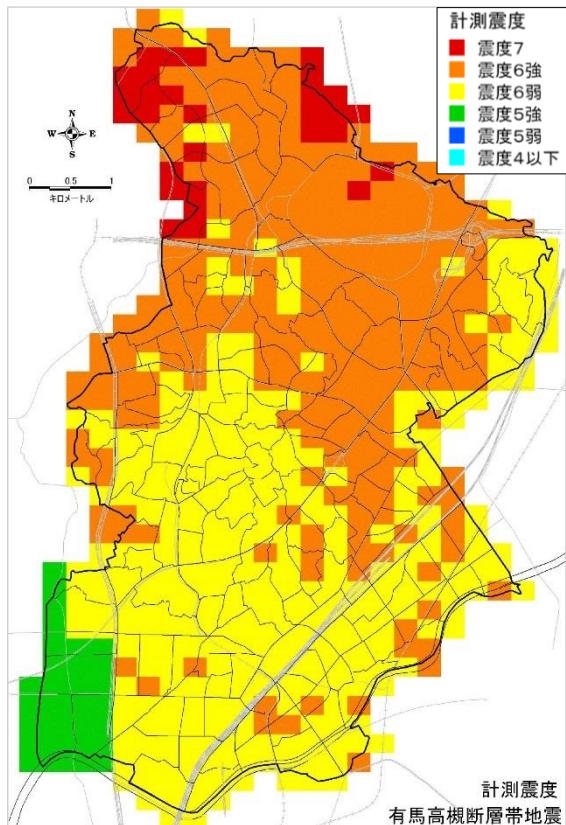 計測震度
震度7
震度6強
震度6弱
震度5強
震度5弱
震度4以下
N
W E
S
0 0.5 1
キロメートル
計測震度
有馬高槻断層帯地震